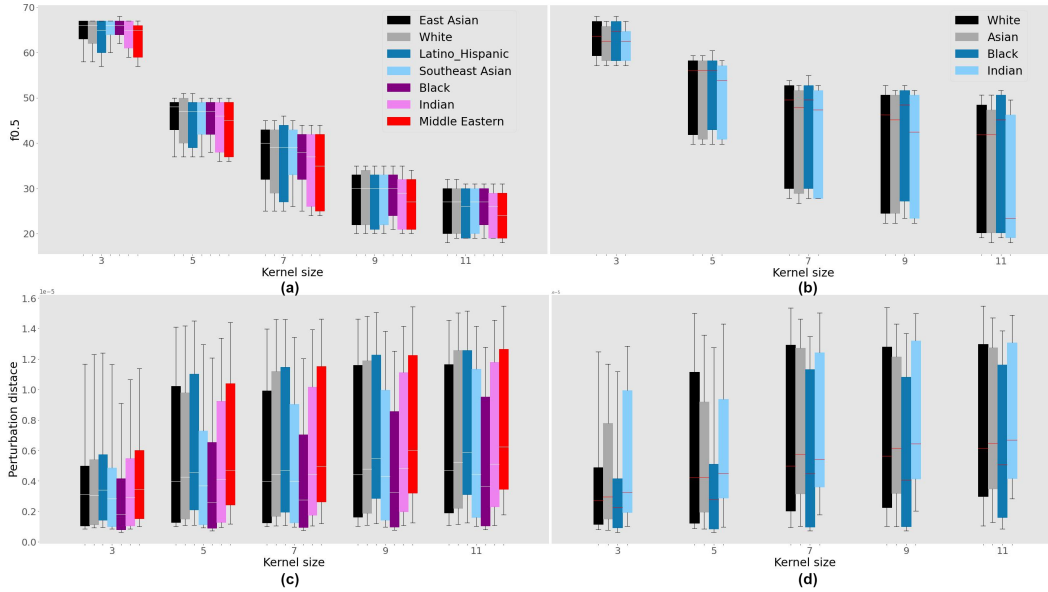 70
60
50
40
30
20
f0.5
East Asian
White
Latino_Hispanic
Southeast Asian
Black
Indian
Middle Eastern
3 5 7 9 11
Kernel size
(a)
White
Asian
Black
Indian
3 5 7 9 11
Kernel size
(b)
1e-5
1.6
1.4
1.2
1.0
0.8
0.6
0.4
0.2
0.0
Perturbation distace
3 5 7 9 11
Kernel size
(c)
3 5 7 9 11
Kernel size
(d)